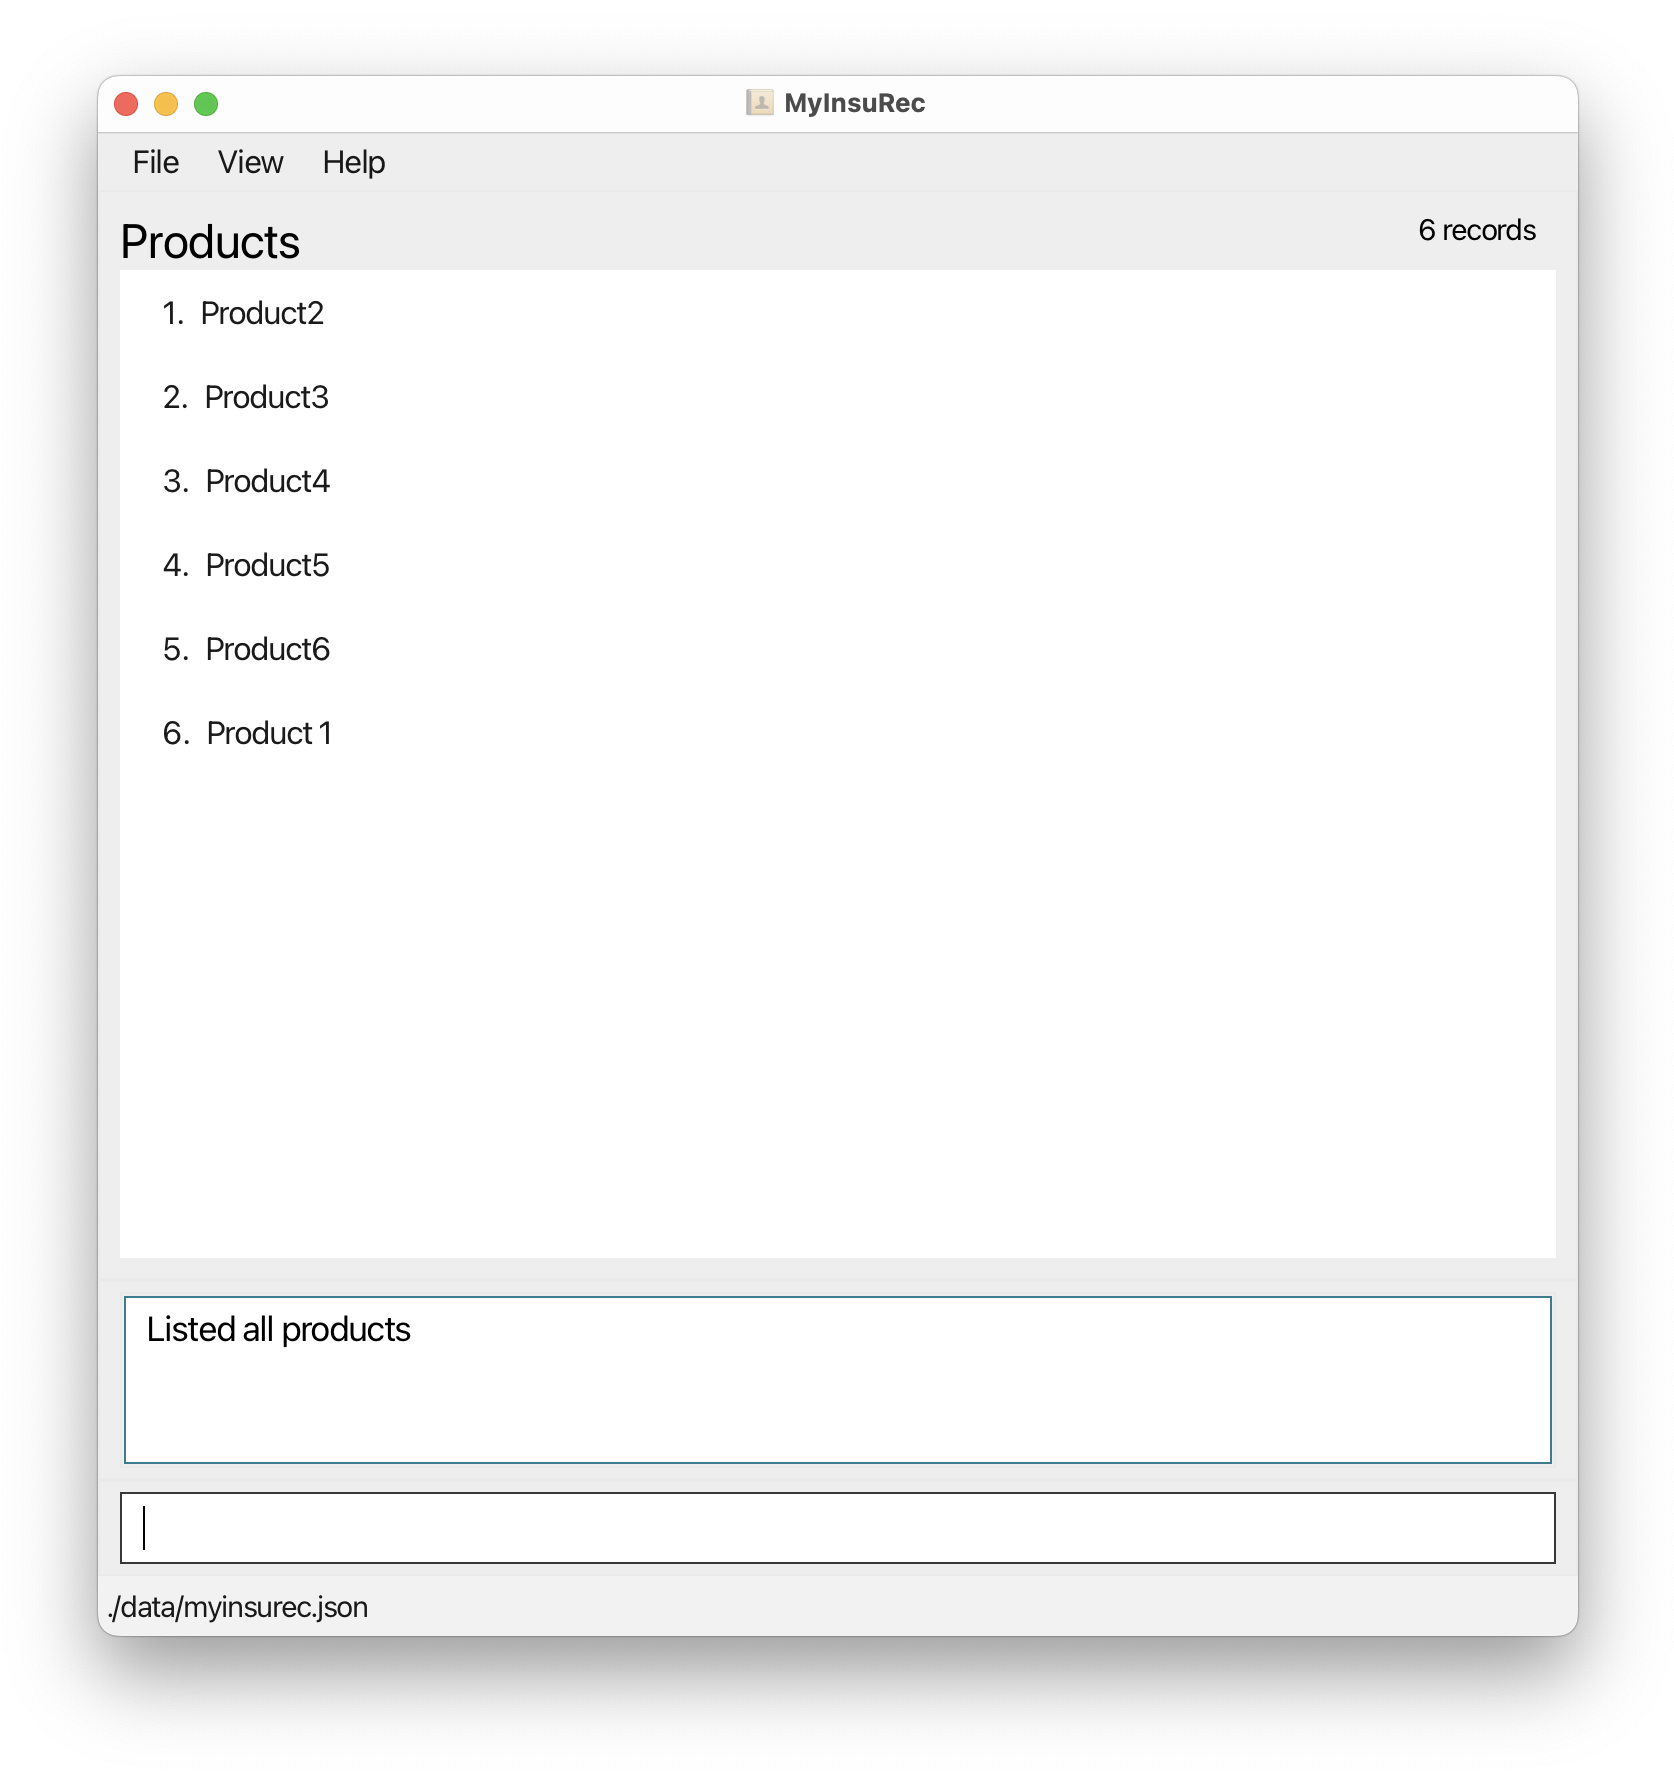 MyInsuRec
File View Help
Products
6 records
1. Product2
2. Product3
3. Product4
4. Product5
5. Product6
6. Product 1
Listed all products
./data/myinsurec.json